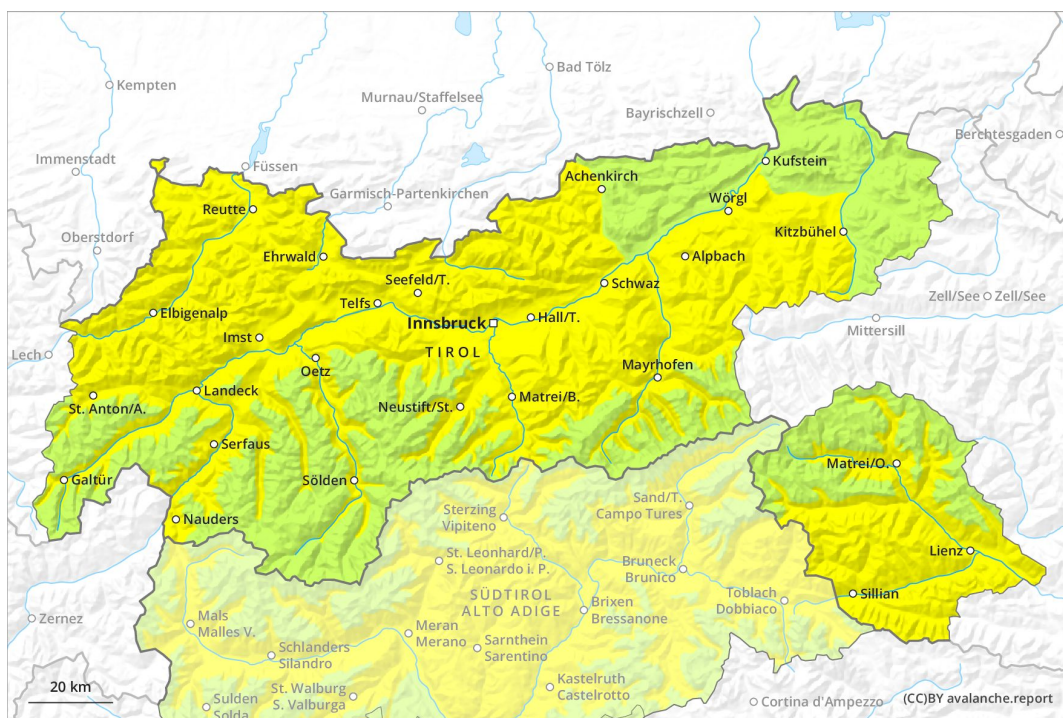 Kempten
Bad Tölz
Murnau/Staffelsee
Bayrischzell
Berchtesgaden
Immenstadt
Füssen
Kufstein
Achenkirch
Garmisch-Partenkirchen
Wörgl
Reutte
Kitzbühel
Oberstdorf
Ehrwald
Alpbach
Seefeld/T.
Schwaz
Zell/See
Zell/See
Telfs
Elbigenalp
Innsbruck
Hall/T.
Mittersill
Imst
Lech
TIROL
Mayrhofen
Oetz
Landeck
St. Anton/A.
Neustift/St.
Matrei/B.
Serfaus
Matrei/O.
Galtür
Sölden
Sand/T.
Campo Tures
Sterzing
Vipiteno
Nauders
Lienz
St. Leonhard/P.
S. Leonardo i. P.
Bruneck
Brunico
Sillian
SÜDTIROL
ALTO ADIGE
Toblach
Dobbiaco
Brixen
Bressanone
Zernez
Mals
Malles V.
Meran
Merano
Schlanders
Silandro
Sarnthein
Sarentino
Kastelruth
Castelrotto
20 km
St. Walburg
S. Valburga
Sulden
Solda
Cortina d'Ampezzo
(CC)BY avalanche.report